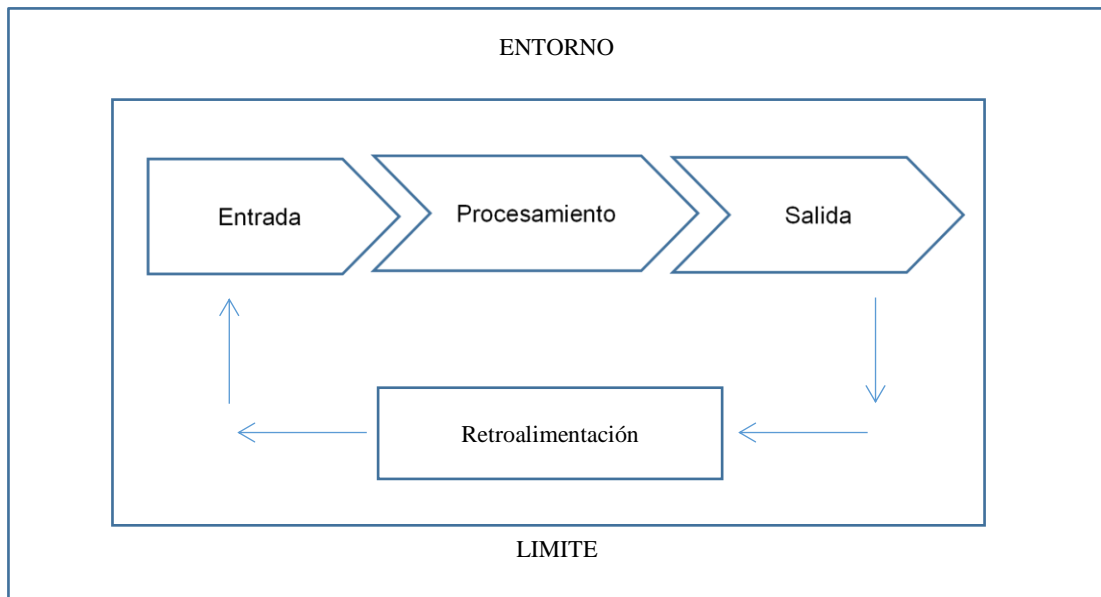 ENTORNO
Entrada
Procesamiento
Salida
Retroalimentación
LIMITE